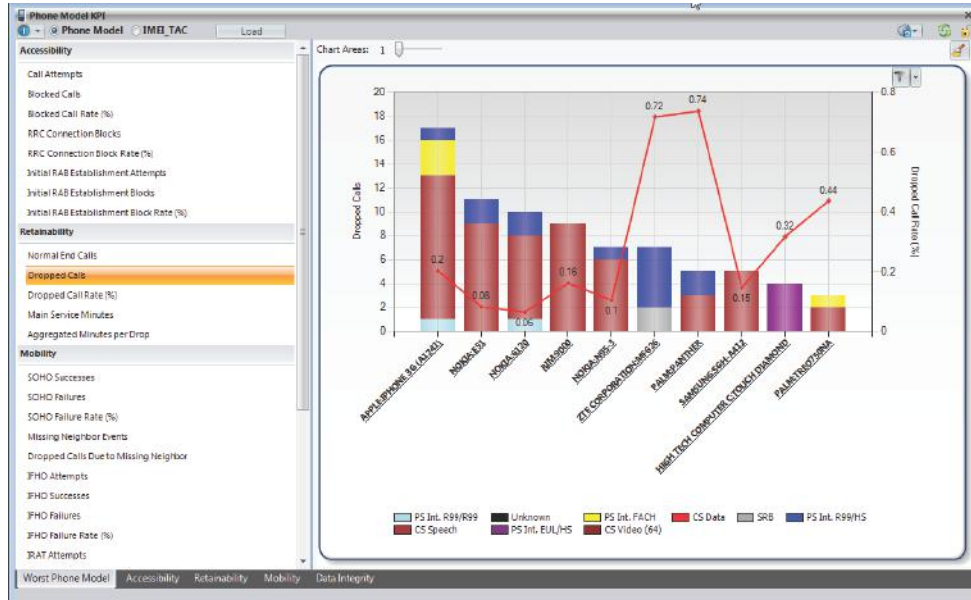 Phone Model KPI
Phone Model IMEI_TAC Load
Accessibility
Call Attempts
Blocked Calls
Blocked Call Rate (%)
RRC Connection Blocks
RRC Connection Block Rate (%)
Initial RAB Establishment Attempts
Initial RAB Establishment Blocks
Initial RAB Establishment Block Rate (%)
Retainability
Normal End Calls
Dropped Calls
Dropped Call Rate (%)
Main Service Minutes
Aggregated Minutes per Drop
Mobility
SOHO Successes
SOHO Failures
SOHO Failure Rate (%)
Missing Neighbor Events
Dropped Calls Due to Missing Neighbor
IFHO Attempts
IFHO Successes
IFHO Failures
IFHO Failure Rate (%)
IRAT Attempts
Chart Areas: 1
Dropped Calls
20
18
16
14
12
10
8
6
4
2
0
0.2
0.08
0.06
0.16
0.1
0.72
0.74
0.15
0.32
0.44
0.8
0.6
0.4
0.2
0
Dropped Call Rate (%)
APPLE:IPHONE 3G (A1241)
NOKIA:E51
NOKIA:6120
NOKIA:N95-3
ZTE CORPORATION:MF626
PALM:PANTHER
SAMSUNG:SGH-A412
HIGH TECH COMPUTER C:TOUCH DIAMOND
PALM:TREO750NA
PS Int. R99/R99 Unknown PS Int. FACH CS Data SRB PS Int. R99/HS
CS Speech PS Int. EUL/HS CS Video (64)
Worst Phone Model Accessibility Retainability Mobility Data Integrity